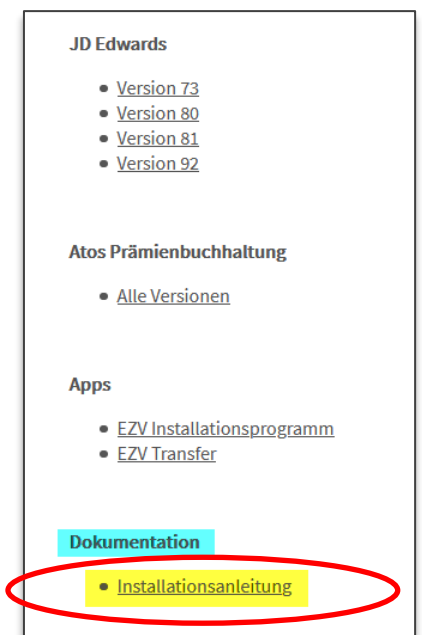 JD Edwards
• Version 73
• Version 80
• Version 81
• Version 92
Atos Prämienbuchhaltung
• Alle Versionen
Apps
• EZV Installationsprogramm
• EZV Transfer
Dokumentation
• Installationsanleitung